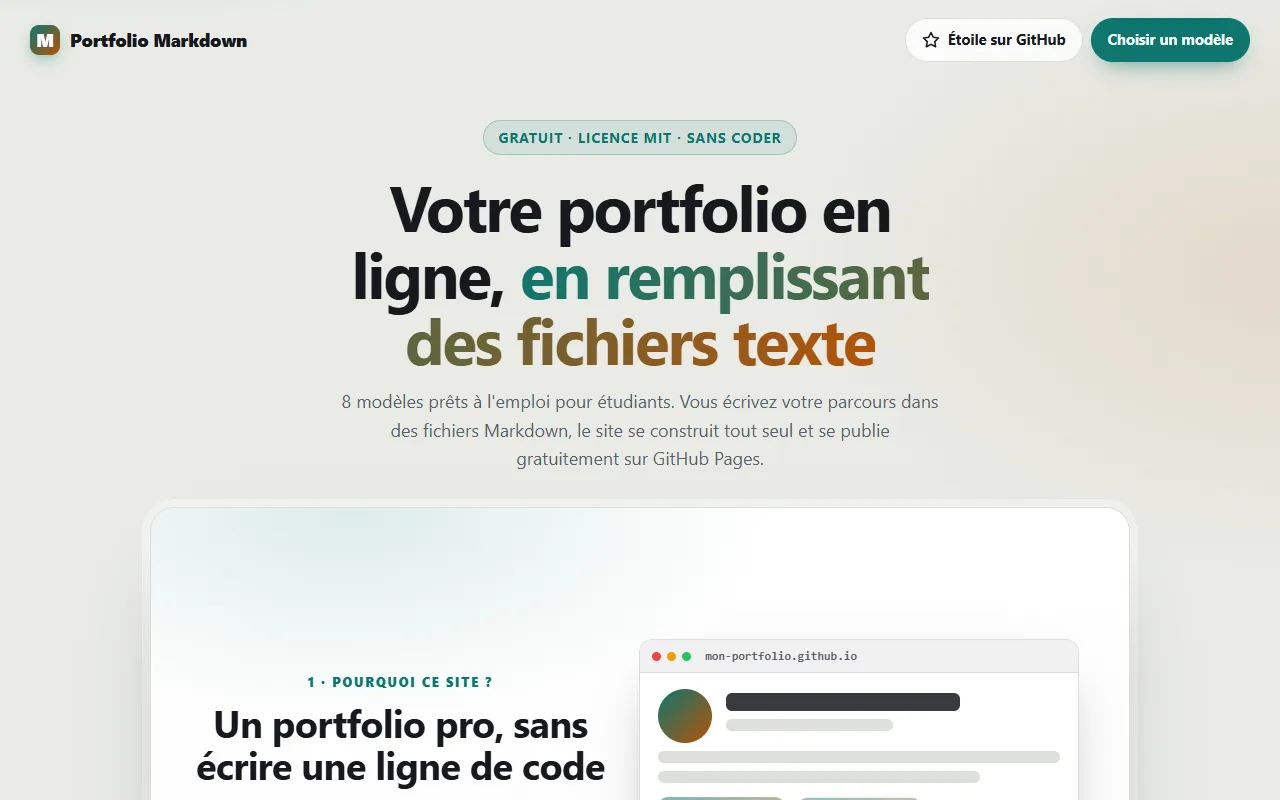 M Portfolio Markdown
Étoile sur GitHub
Choisir un modèle
GRATUIT · LICENCE MIT · SANS CODER
Votre portfolio en
ligne, en remplissant
des fichiers texte
8 modèles prêts à l'emploi pour étudiants. Vous écrivez votre parcours dans
des fichiers Markdown, le site se construit tout seul et se publie
gratuitement sur GitHub Pages.
1 · POURQUOI CE SITE ?
Un portfolio pro, sans
écrire une ligne de code
mon-portfolio.github.io